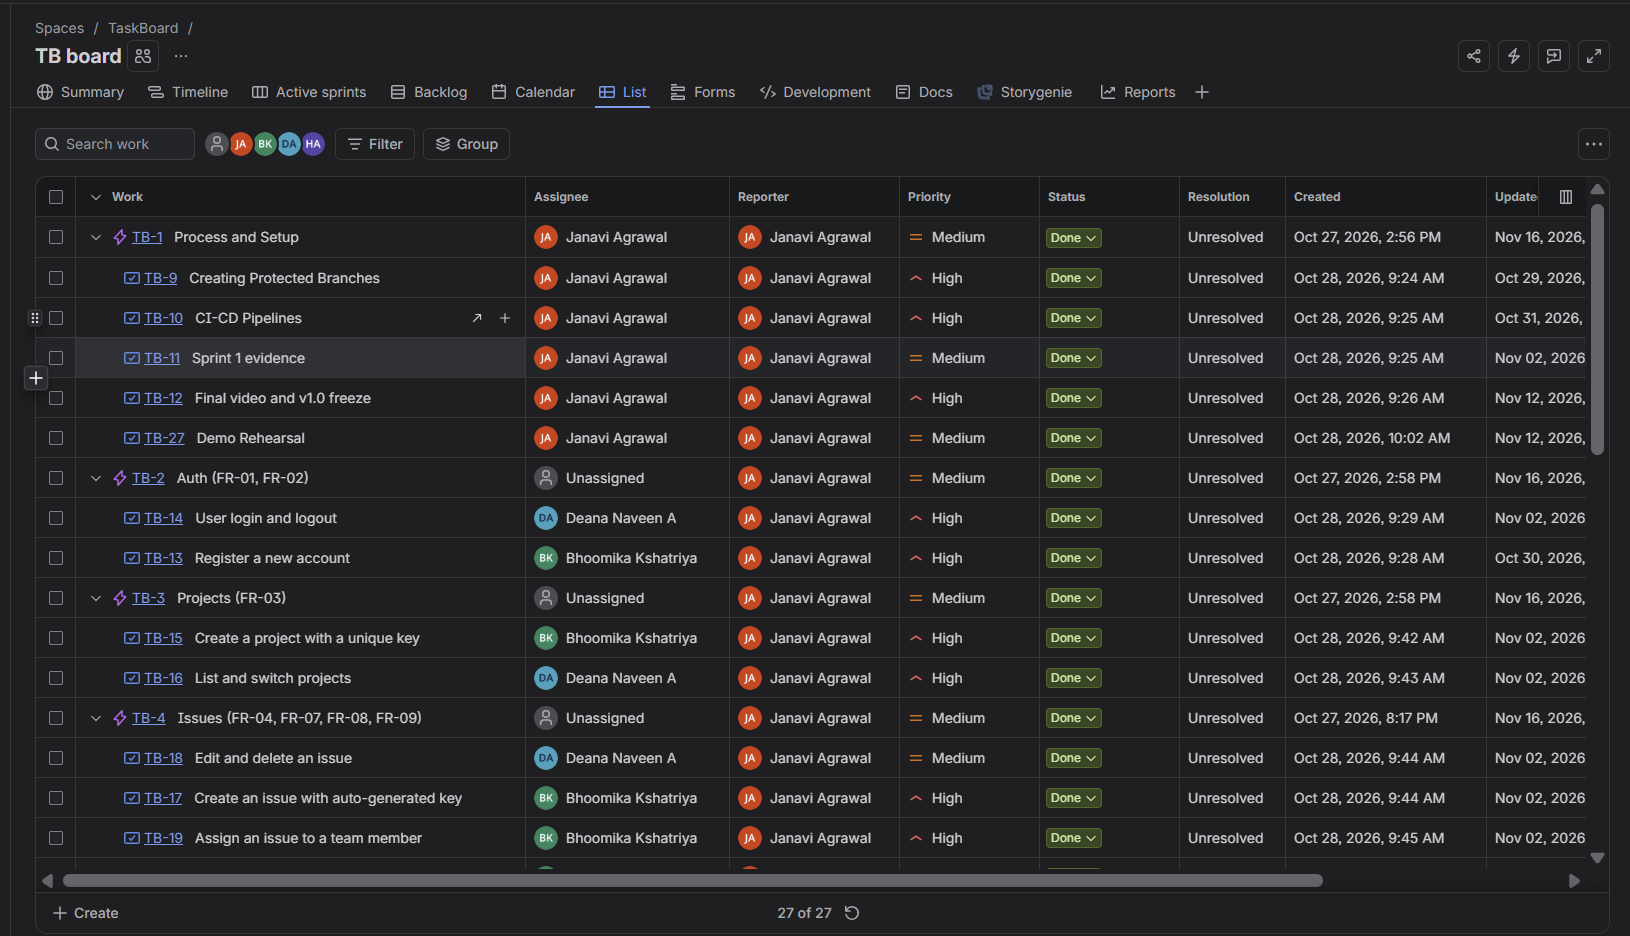 Spaces / TaskBoard /
TB board
Summary Timeline Active sprints Backlog Calendar List Forms Development Docs Storygenie Reports
Search work JA BK DA HA Filter Group
Work Assignee Reporter Priority Status Resolution Created Update
TB-1 Process and Setup JA Janavi Agrawal JA Janavi Agrawal Medium Done Unresolved Oct 27, 2026, 2:56 PM Nov 16, 2026,
TB-9 Creating Protected Branches JA Janavi Agrawal JA Janavi Agrawal High Done Unresolved Oct 28, 2026, 9:24 AM Oct 29, 2026,
TB-10 CI-CD Pipelines JA Janavi Agrawal JA Janavi Agrawal High Done Unresolved Oct 28, 2026, 9:25 AM Oct 31, 2026,
TB-11 Sprint 1 evidence JA Janavi Agrawal JA Janavi Agrawal Medium Done Unresolved Oct 28, 2026, 9:25 AM Nov 02, 2026
TB-12 Final video and v1.0 freeze JA Janavi Agrawal JA Janavi Agrawal High Done Unresolved Oct 28, 2026, 9:26 AM Nov 12, 2026,
TB-27 Demo Rehearsal JA Janavi Agrawal JA Janavi Agrawal Medium Done Unresolved Oct 28, 2026, 10:02 AM Nov 12, 2026,
TB-2 Auth (FR-01, FR-02) Unassigned JA Janavi Agrawal Medium Done Unresolved Oct 27, 2026, 2:58 PM Nov 16, 2026,
TB-14 User login and logout DA Deana Naveen A JA Janavi Agrawal High Done Unresolved Oct 28, 2026, 9:29 AM Nov 02, 2026
TB-13 Register a new account BK Bhoomika Kshatriya JA Janavi Agrawal High Done Unresolved Oct 28, 2026, 9:28 AM Oct 30, 2026,
TB-3 Projects (FR-03) Unassigned JA Janavi Agrawal Medium Done Unresolved Oct 27, 2026, 2:58 PM Nov 16, 2026,
TB-15 Create a project with a unique key BK Bhoomika Kshatriya JA Janavi Agrawal High Done Unresolved Oct 28, 2026, 9:42 AM Nov 02, 2026
TB-16 List and switch projects DA Deana Naveen A JA Janavi Agrawal High Done Unresolved Oct 28, 2026, 9:43 AM Nov 02, 2026
TB-4 Issues (FR-04, FR-07, FR-08, FR-09) Unassigned JA Janavi Agrawal Medium Done Unresolved Oct 27, 2026, 8:17 PM Nov 16, 2026,
TB-18 Edit and delete an issue DA Deana Naveen A JA Janavi Agrawal Medium Done Unresolved Oct 28, 2026, 9:44 AM Nov 02, 2026
TB-17 Create an issue with auto-generated key BK Bhoomika Kshatriya JA Janavi Agrawal High Done Unresolved Oct 28, 2026, 9:44 AM Nov 02, 2026
TB-19 Assign an issue to a team member BK Bhoomika Kshatriya JA Janavi Agrawal High Done Unresolved Oct 28, 2026, 9:45 AM Nov 02, 2026
Create 27 of 27